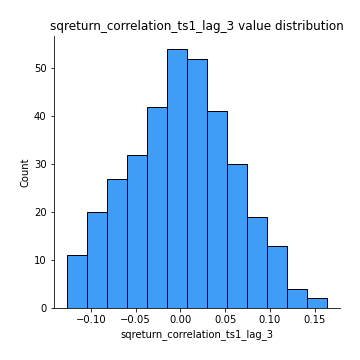 sqreturn_correlation_ts1_lag_3 value distribution
50
40
30
20
10
0
Count
−0.10 −0.05 0.00 0.05 0.10 0.15
sqreturn_correlation_ts1_lag_3